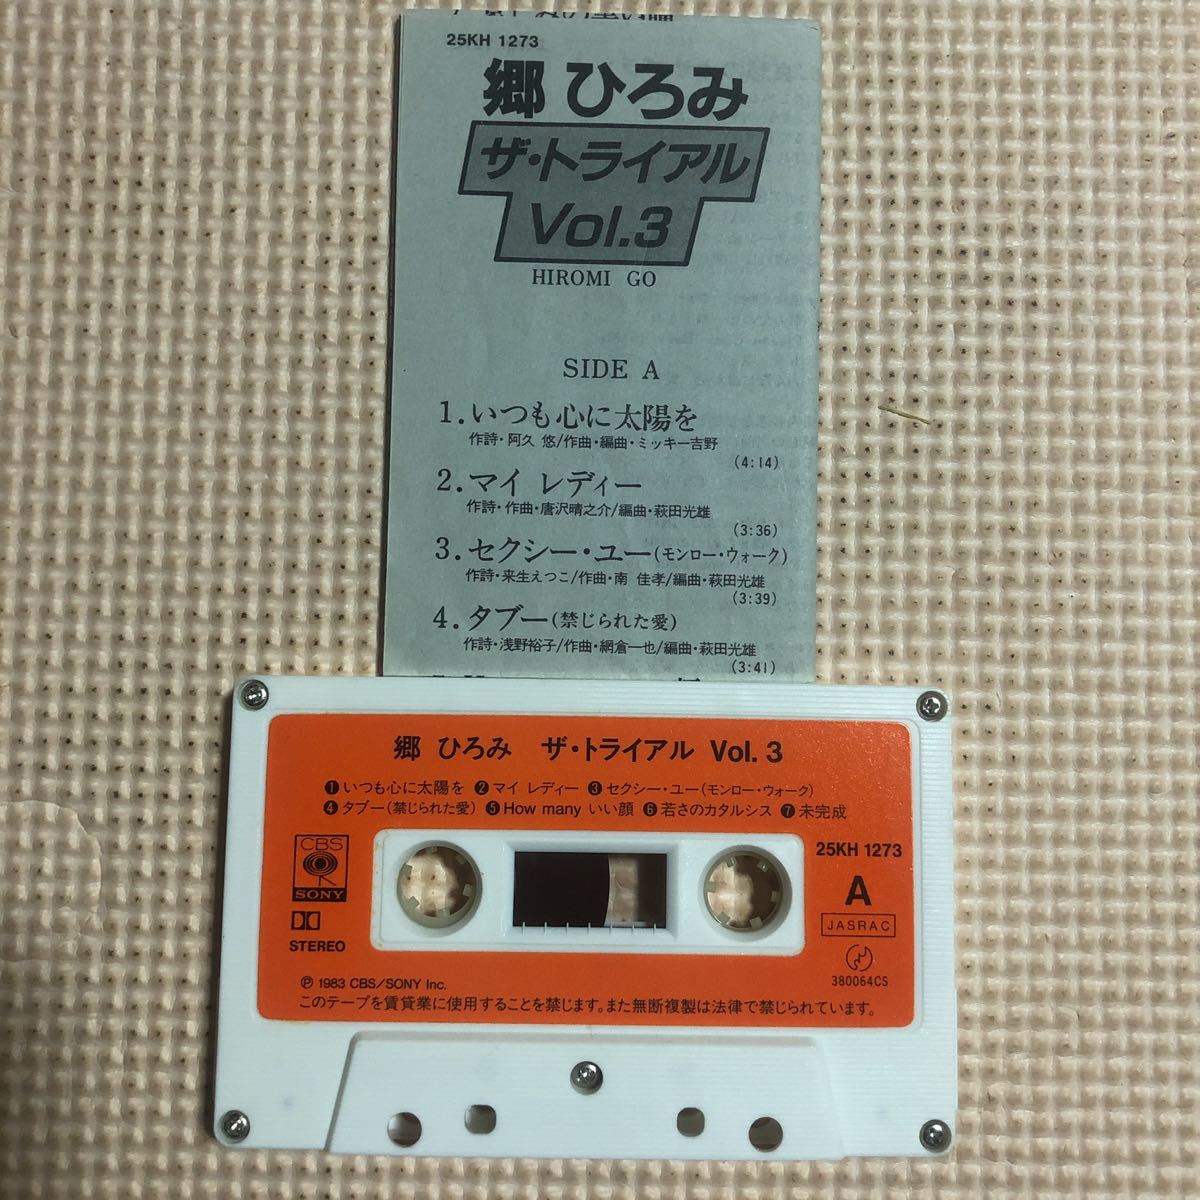 25KH 1273
郷 ひろみ
ザ・トライアル
Vol.3
HIROMI GO
SIDE A
1.いつも心に太陽を
作詩・阿久 悠/作曲・編曲・ミッキー吉野
(4:14)
2.マイ レディー
作詩・作曲・唐沢晴之介/編曲・萩田光雄
(3:36)
3.セクシー・ユー(モンロー・ウォーク)
作詩・来生えつこ/作曲・南 佳孝/編曲・萩田光雄
(3:39)
4.タブー(禁じられた愛)
作詩・浅野裕子/作曲・網倉一也/編曲・萩田光雄
(3:41)
郷 ひろみ ザ・トライアル Vol. 3
❶いつも心に太陽を ❷マイ レディー ❸セクシー・ユー(モンロー・ウォーク)
❹タブー(禁じられた愛) ❺How many いい顔 ❻若さのカタルシス ❼未完成
CBS
SONY
STEREO
25KH 1273
A
JASRAC
380064CS
Ⓟ 1983 CBS/SONY Inc.
このテープを賃貸業に使用することを禁じます。また無断複製は法律で禁じられています。